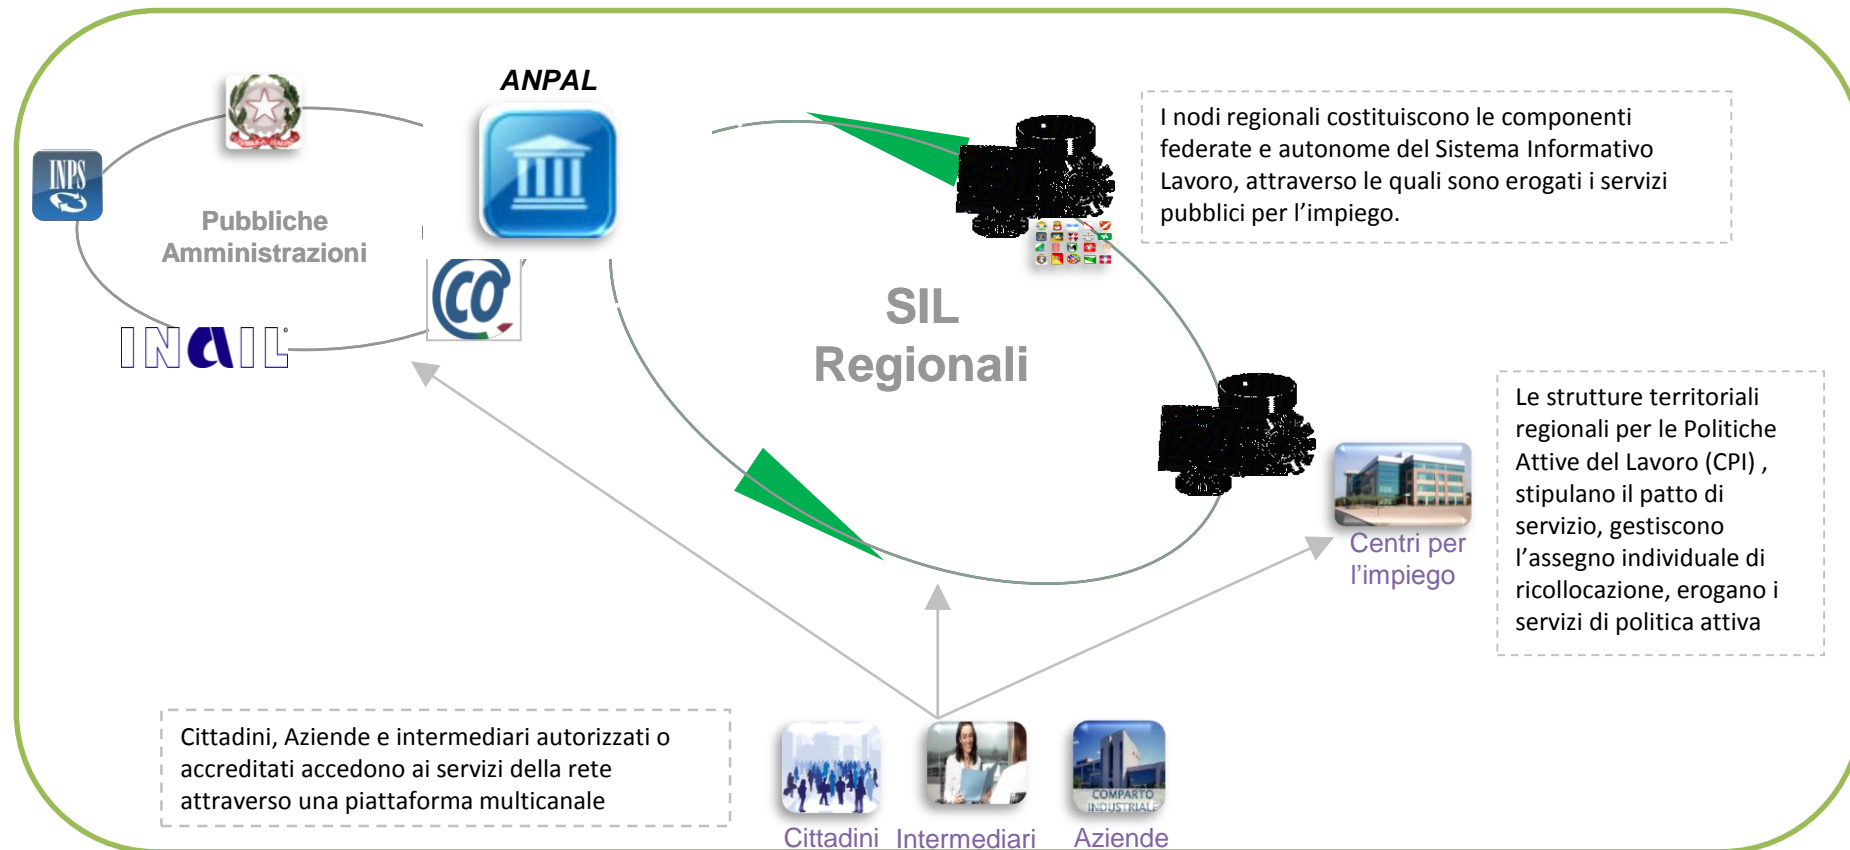 ANPAL
INPS
Pubbliche
Amministrazioni
co
INAIL
SIL
Regionali
I nodi regionali costituiscono le componenti
federate e autonome del Sistema Informativo
Lavoro, attraverso le quali sono erogati i servizi
pubblici per l’impiego.
Le strutture territoriali
regionali per le Politiche
Attive del Lavoro (CPI) ,
stipulano il patto di
servizio, gestiscono
l’assegno individuale di
ricollocazione, erogano i
servizi di politica attiva
Centri per
l’impiego
Cittadini, Aziende e intermediari autorizzati o
accreditati accedono ai servizi della rete
attraverso una piattaforma multicanale
COMPARTO
INDUSTRIALE
Cittadini
Intermediari
Aziende